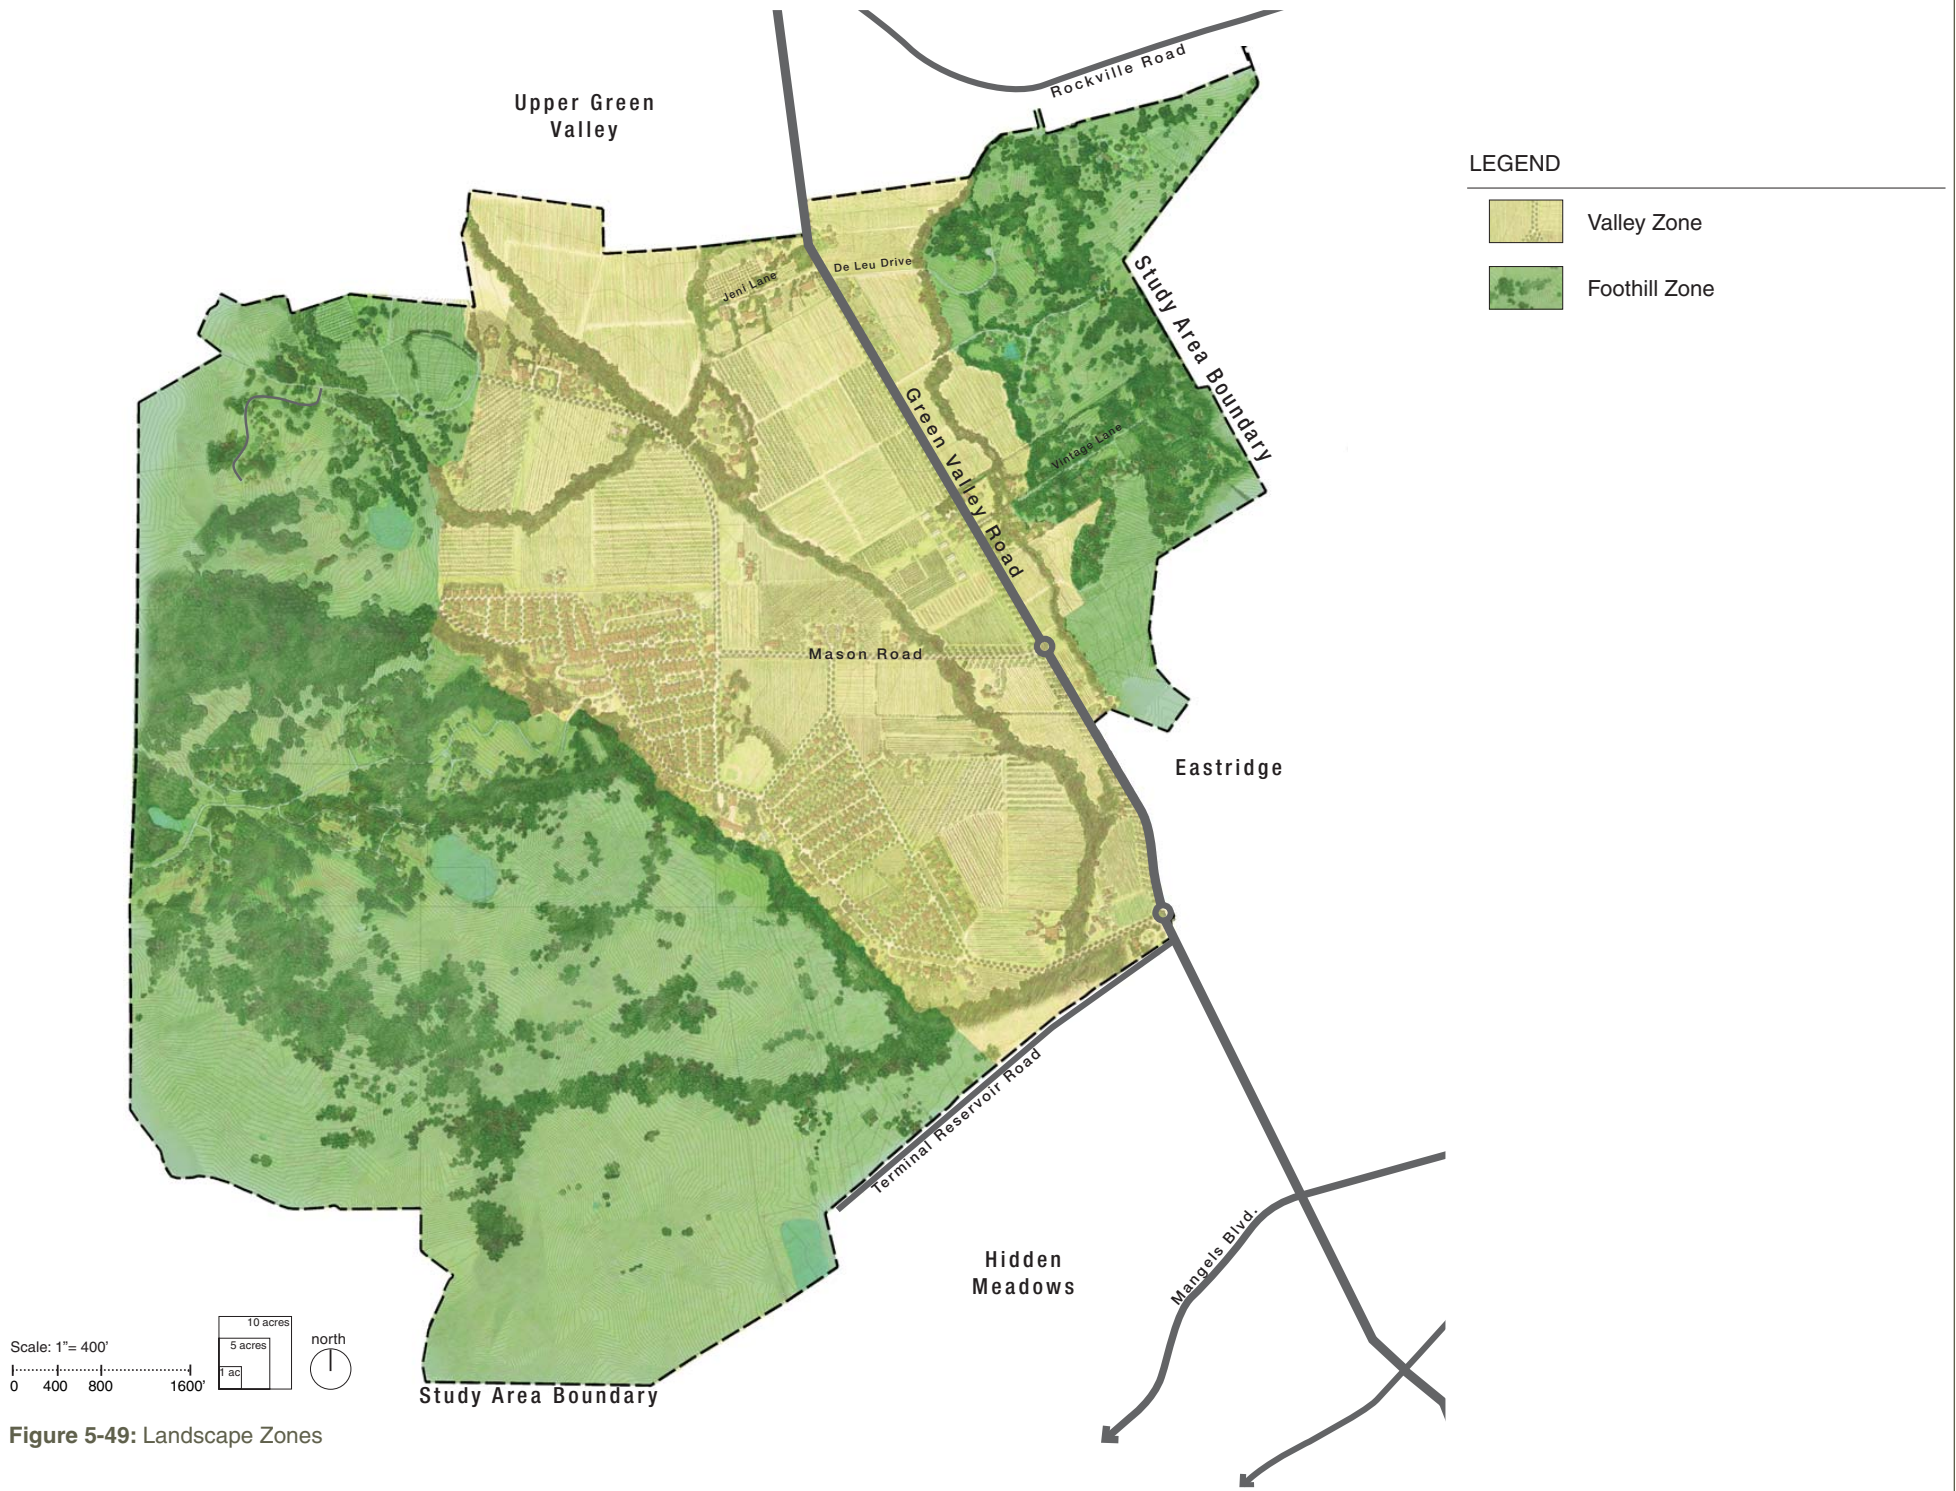 Rockville Road
Upper Green
Valley
LEGEND
Valley Zone
Foothill Zone
De Leu Drive
Jeni Lane
Study Area Boundary
Green Valley Road
Vintage Lane
Mason Road
Eastridge
Terminal Reservoir Road
Mangels Blvd.
Hidden
Meadows
Scale: 1”= 400’
0 400 800 1600’
10 acres
5 acres
1 ac
north
Study Area Boundary
Figure 5-49: Landscape Zones